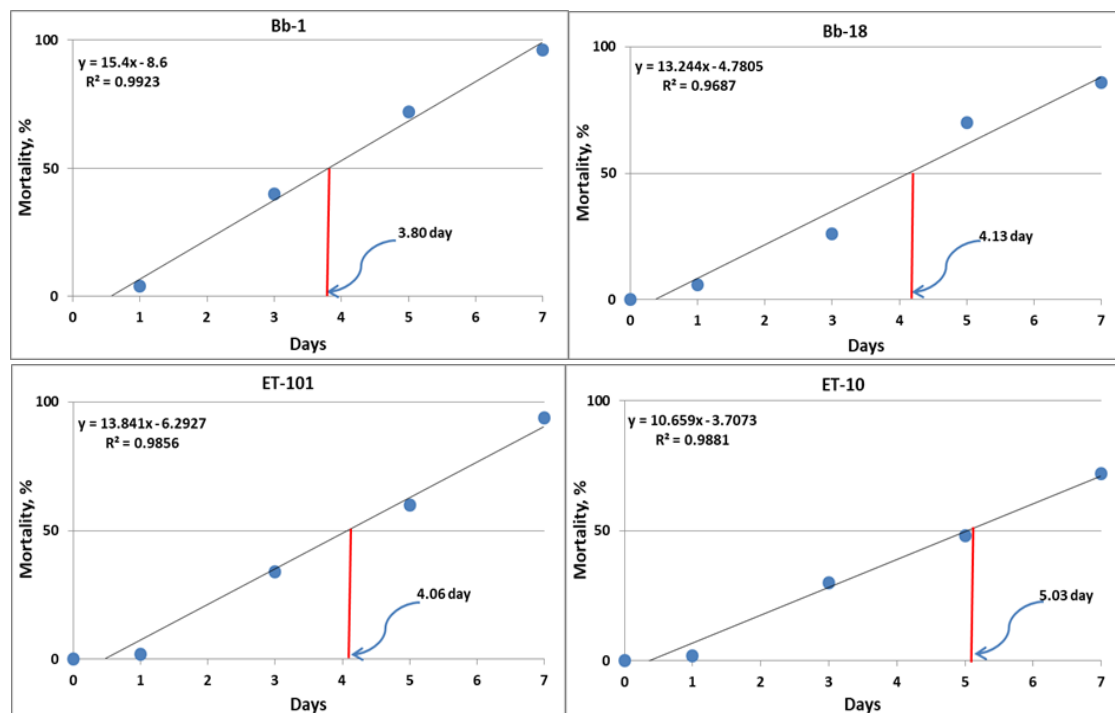 Bb-1
y = 15.4x - 8.6
R² = 0.9923
Mortality, %
100
50
0
3.80 day
0 1 2 3 4 5 6 7
Days
Bb-18
y = 13.244x - 4.7805
R² = 0.9687
Mortality, %
100
50
0
4.13 day
0 1 2 3 4 5 6 7
Days
ET-101
y = 13.841x - 6.2927
R² = 0.9856
Mortality, %
100
50
0
4.06 day
0 1 2 3 4 5 6 7
Days
ET-10
y = 10.659x - 3.7073
R² = 0.9881
Mortality, %
100
50
0
5.03 day
0 1 2 3 4 5 6 7
Days